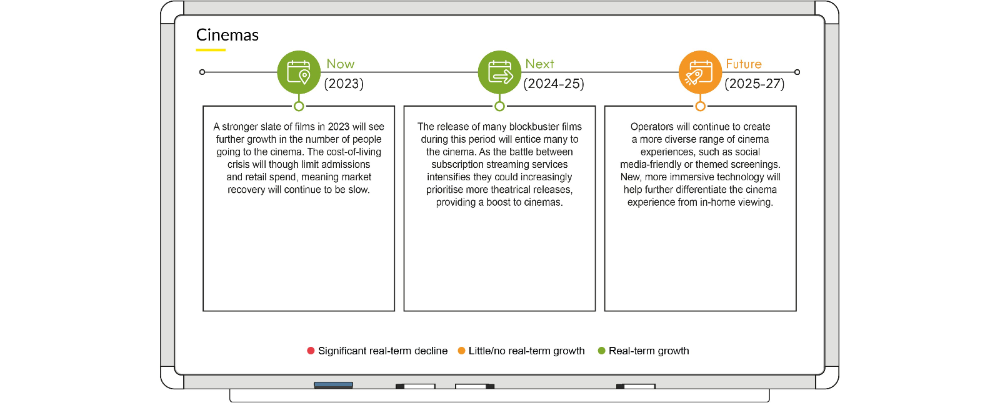 Cinemas
Now
(2023)
Next
(2024-25)
Future
(2025-27)
A stronger slate of films in 2023 will see
further growth in the number of people
going to the cinema. The cost-of-living
crisis will though limit admissions
and retail spend, meaning market
recovery will continue to be slow.
The release of many blockbuster films
during this period will entice many to
the cinema. As the battle between
subscription streaming services
intensifies they could increasingly
prioritise more theatrical releases,
providing a boost to cinemas.
Operators will continue to create
a more diverse range of cinema
experiences, such as social
media-friendly or themed screenings.
New, more immersive technology will
help further differentiate the cinema
experience from in-home viewing.
Significant real-term decline
Little/no real-term growth
Real-term growth